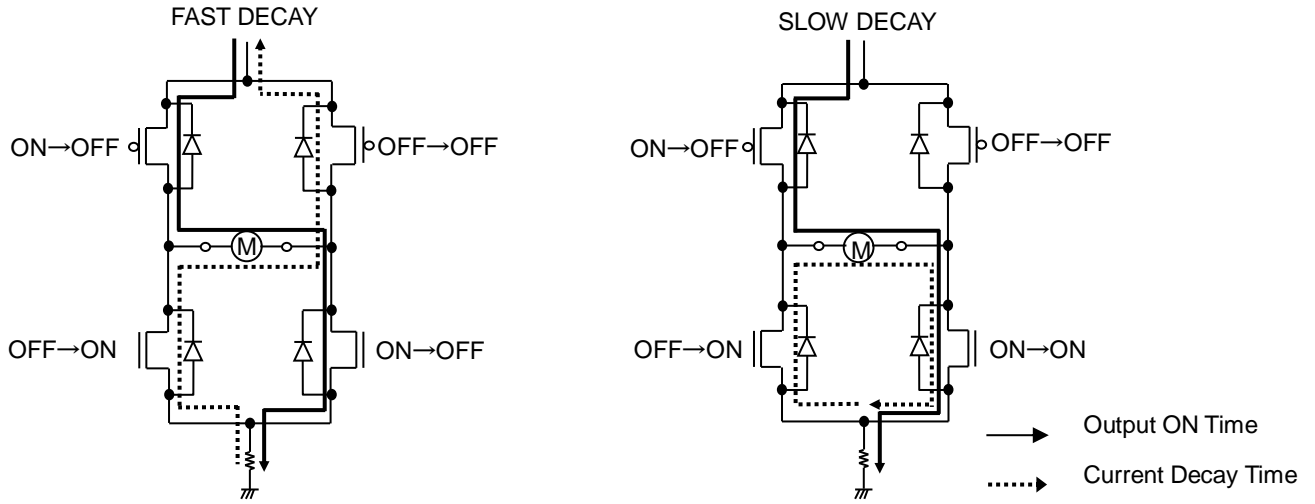 FAST DECAY
SLOW DECAY
ON→OFF
OFF→OFF
ON→OFF
OFF→OFF
M
M
OFF→ON
ON→OFF
OFF→ON
ON→ON
Output ON Time
Current Decay Time